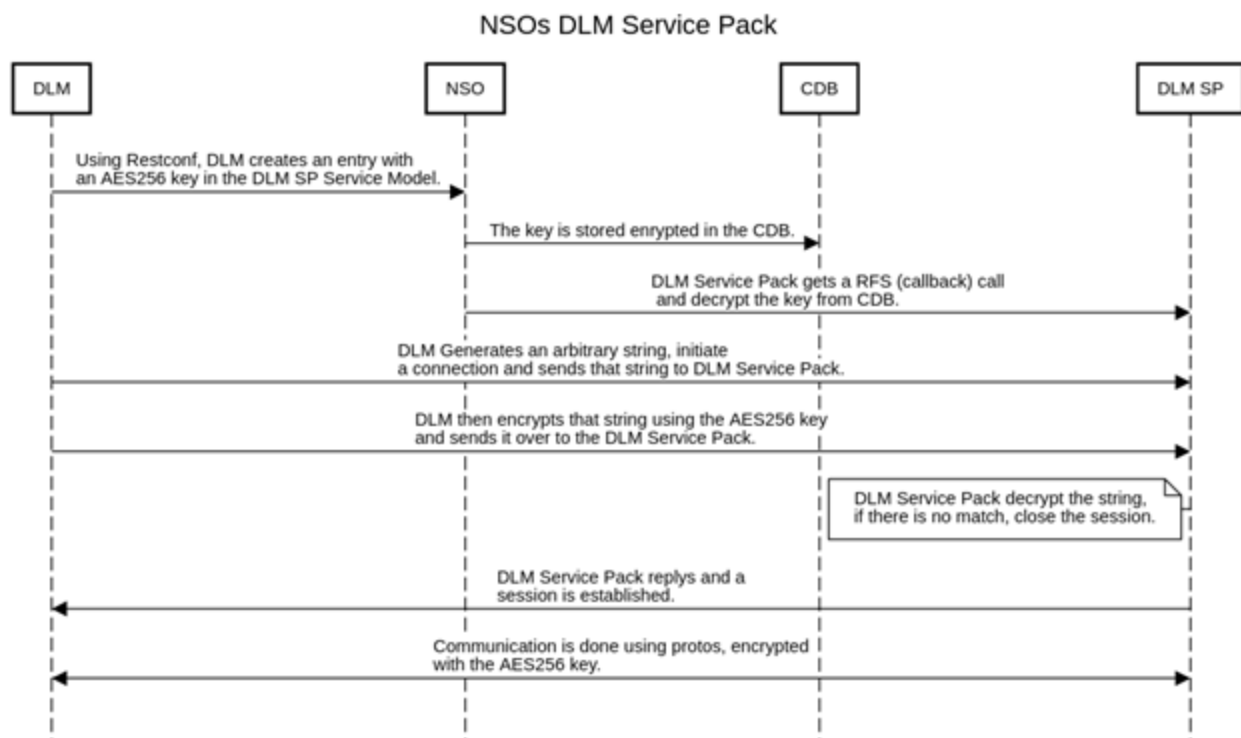 NSOs DLM Service Pack
DLM
NSO
CDB
DLM SP
Using Restconf, DLM creates an entry with
an AES256 key in the DLM SP Service Model.
The key is stored enrypted in the CDB.
DLM Service Pack gets a RFS (callback) call
and decrypt the key from CDB.
DLM Generates an arbitrary string, initiate
a connection and sends that string to DLM Service Pack.
DLM then encrypts that string using the AES256 key
and sends it over to the DLM Service Pack.
DLM Service Pack decrypt the string,
if there is no match, close the session.
DLM Service Pack replys and a
session is established.
Communication is done using protos, encrypted
with the AES256 key.